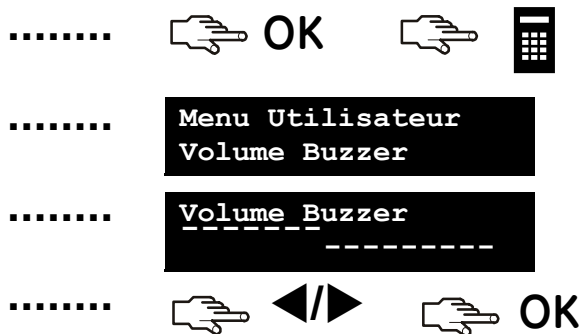 ........ OK
........ Menu Utilisateur
Volume Buzzer
........ Volume Buzzer
-------
---------
........ ◀/▶ OK